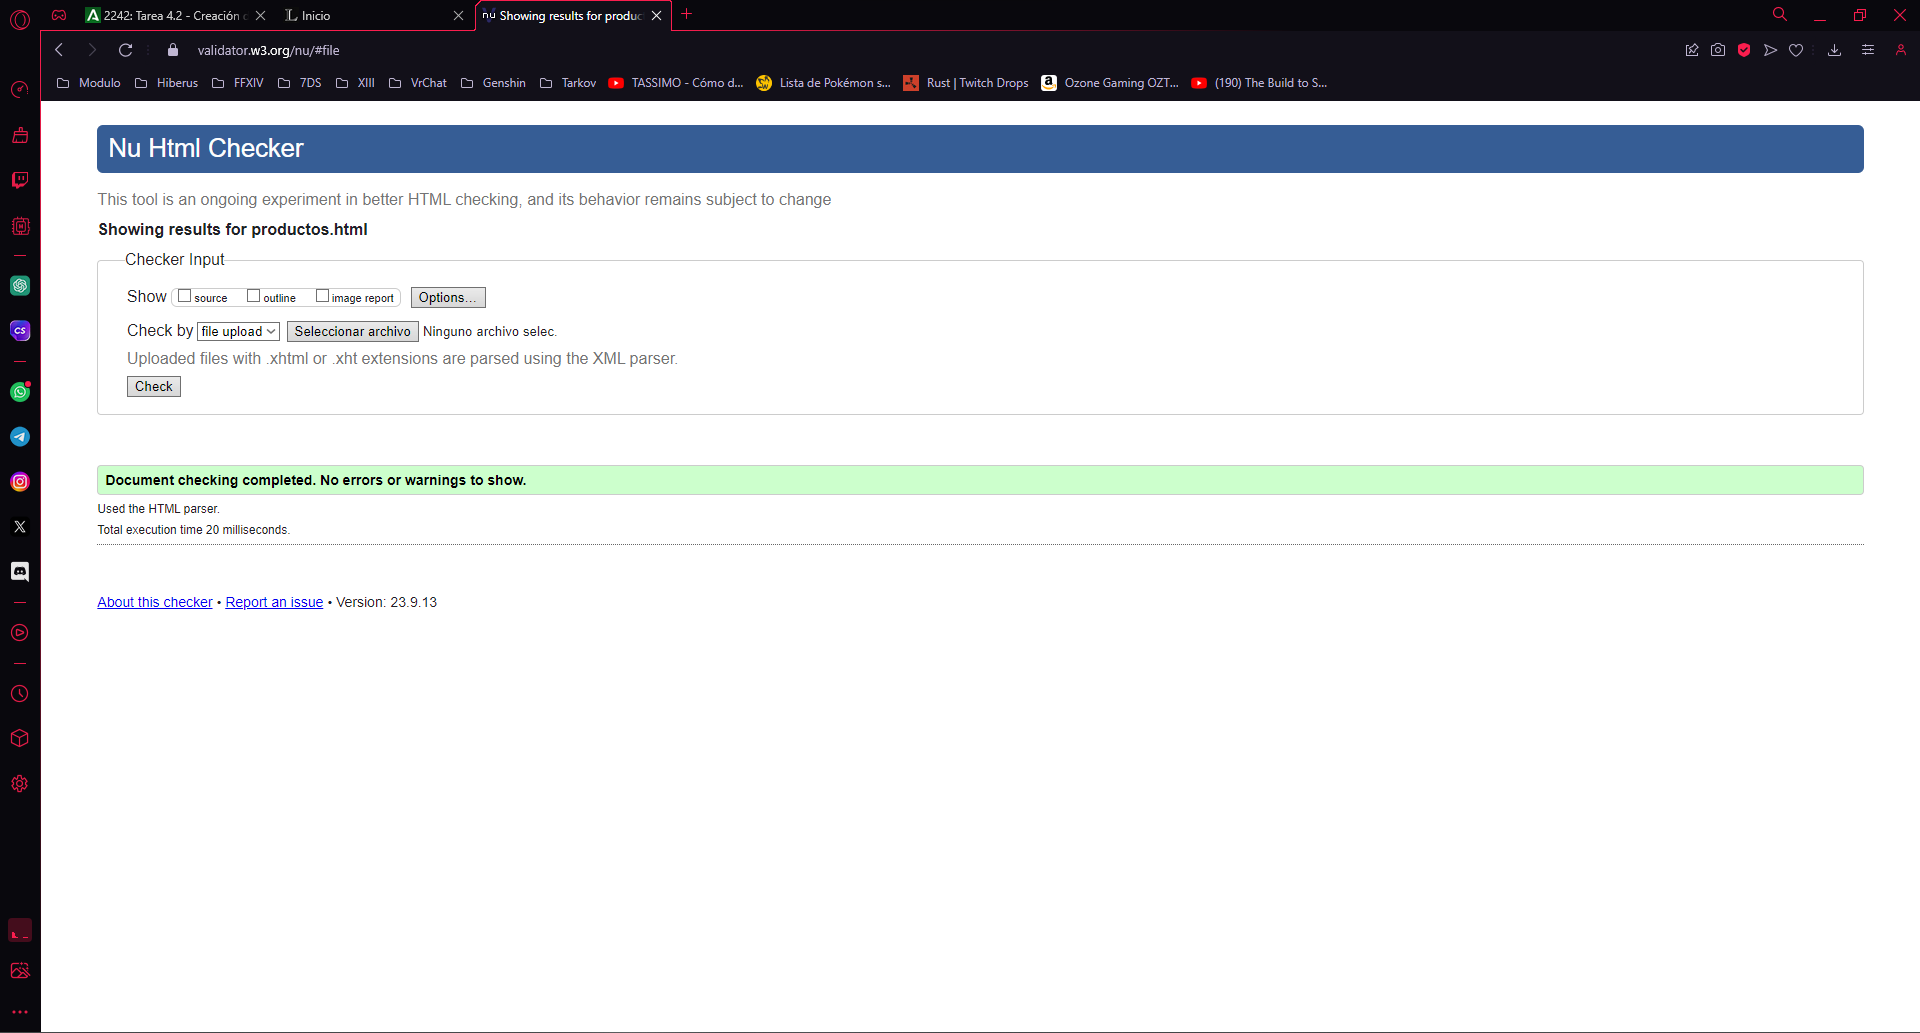 2242: Tarea 4.2 - Creación
Inicio
nu Showing results for produc
validator.w3.org/nu/#file
Modulo
Hiberus
FFXIV
7DS
XIII
VrChat
Genshin
Tarkov
TASSIMO - Cómo d...
Lista de Pokémon s...
Rust | Twitch Drops
Ozone Gaming OZT...
(190) The Build to S...
Nu Html Checker
This tool is an ongoing experiment in better HTML checking, and its behavior remains subject to change
Showing results for productos.html
Checker Input
Show source outline image report Options...
Check by file upload Seleccionar archivo Ninguno archivo selec.
Uploaded files with .xhtml or .xht extensions are parsed using the XML parser.
Check
Document checking completed. No errors or warnings to show.
Used the HTML parser.
Total execution time 20 milliseconds.
About this checker • Report an issue • Version: 23.9.13